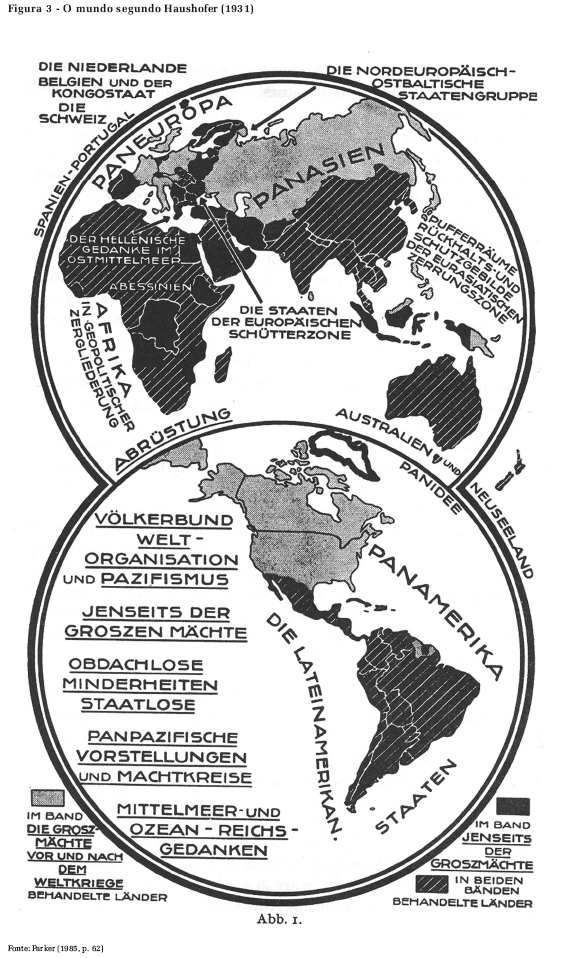 Figura 3 - O mundo segundo Haushofer (1931)
DIE NIEDERLANDE
BELGIEN UND DER
KONGOSTAAT
DIE
SCHWEIZ
DIE NORDEUROPÄISCH-
OSTBALTISCHE
STAATENGRUPPE
SPANIEN-PORTUGAL
PANEUROPA
PANASIEN
PUFFERRÄUME
RÜCKHALTS-UND
SCHUTZGEBILDE
DER EURASIATISCHEN
ZERRUNGSZONE
DER HELLENISCHE
GEDANKE IM
OSTMITTELMEER
ABESSINIEN
DIE STAATEN
DER EUROPÄISCHEN
SCHÜTTERZONE
AFRIKA
IN GEOPOLITISCHER
ZERGLIEDERUNG
ABRÜSTUNG
AUSTRALIEN UND
NEUSEELAND
PANIDEE
VÖLKERBUND
WELT-
ORGANISATION
UND PAZIFISMUS
JENSEITS DER
GROSZEN MÄCHTE
OBDACHLOSE
MINDERHEITEN
STAATLOSE
PANPAZIFISCHE
VORSTELLUNGEN
UND MACHTKREISE
MITTELMEER-UND
OZEAN-REICHS-
GEDANKEN
PANAMERIKA
DIE LATEINAMERIKAN.
STAATEN
IM BAND
DIE GROSZ-
MÄCHTE
VOR UND NACH
DEM
WELTKRIEGE
BEHANDELTE LÄNDER
IM BAND
JENSEITS
DER
GROSZMÄCHTE
IN BEIDEN
BÄNDEN
BEHANDELTE LÄNDER
Abb. 1.
Fonte: Parker (1985, p. 62)